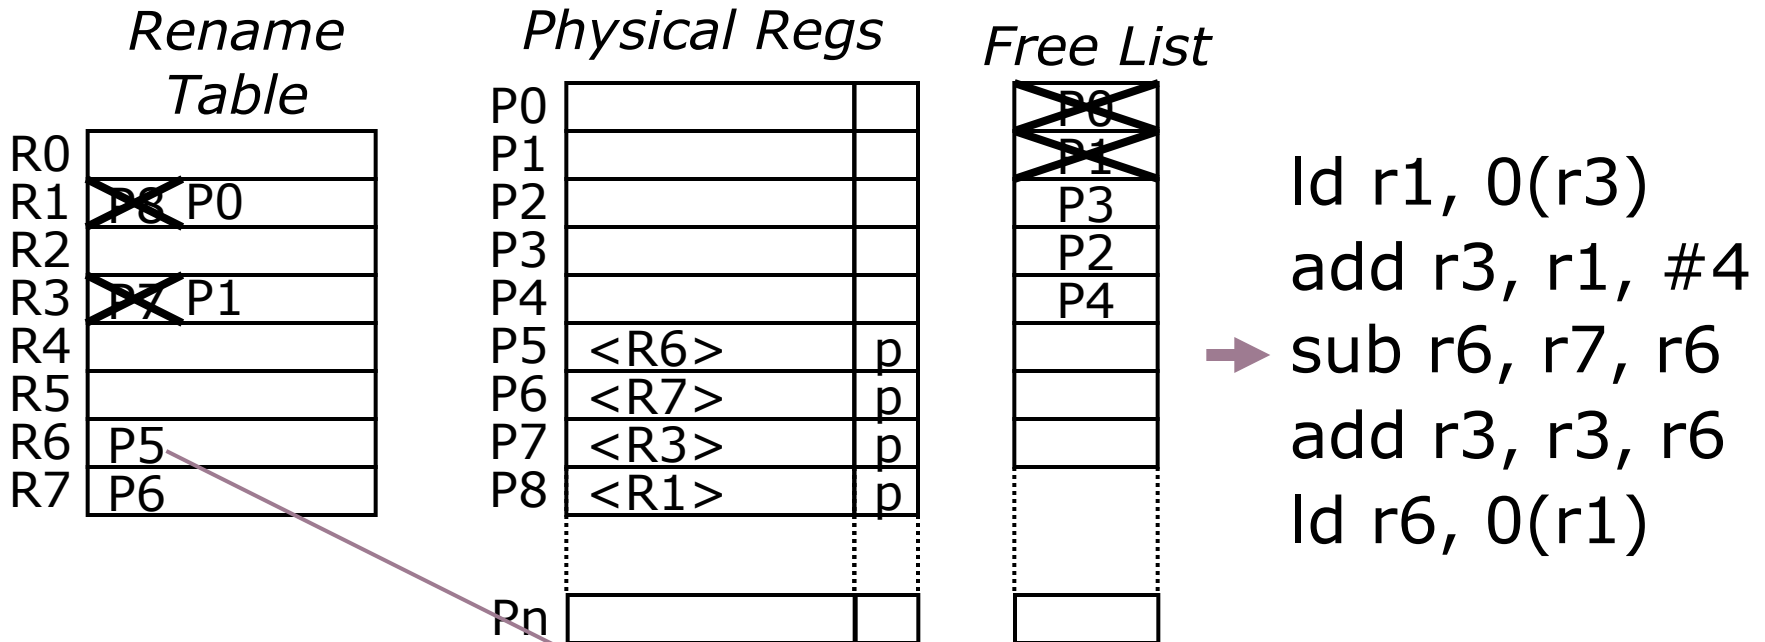 Rename
Table
R0
R1 P8 P0
R2
R3 P7 P1
R4
R5
R6 P5
R7 P6
Physical Regs
P0
P1
P2
P3
P4
P5 <R6> p
P6 <R7> p
P7 <R3> p
P8 <R1> p
Pn
Free List
P0
P1
P3
P2
P4
ld r1, 0(r3)
add r3, r1, #4
sub r6, r7, r6
add r3, r3, r6
ld r6, 0(r1)